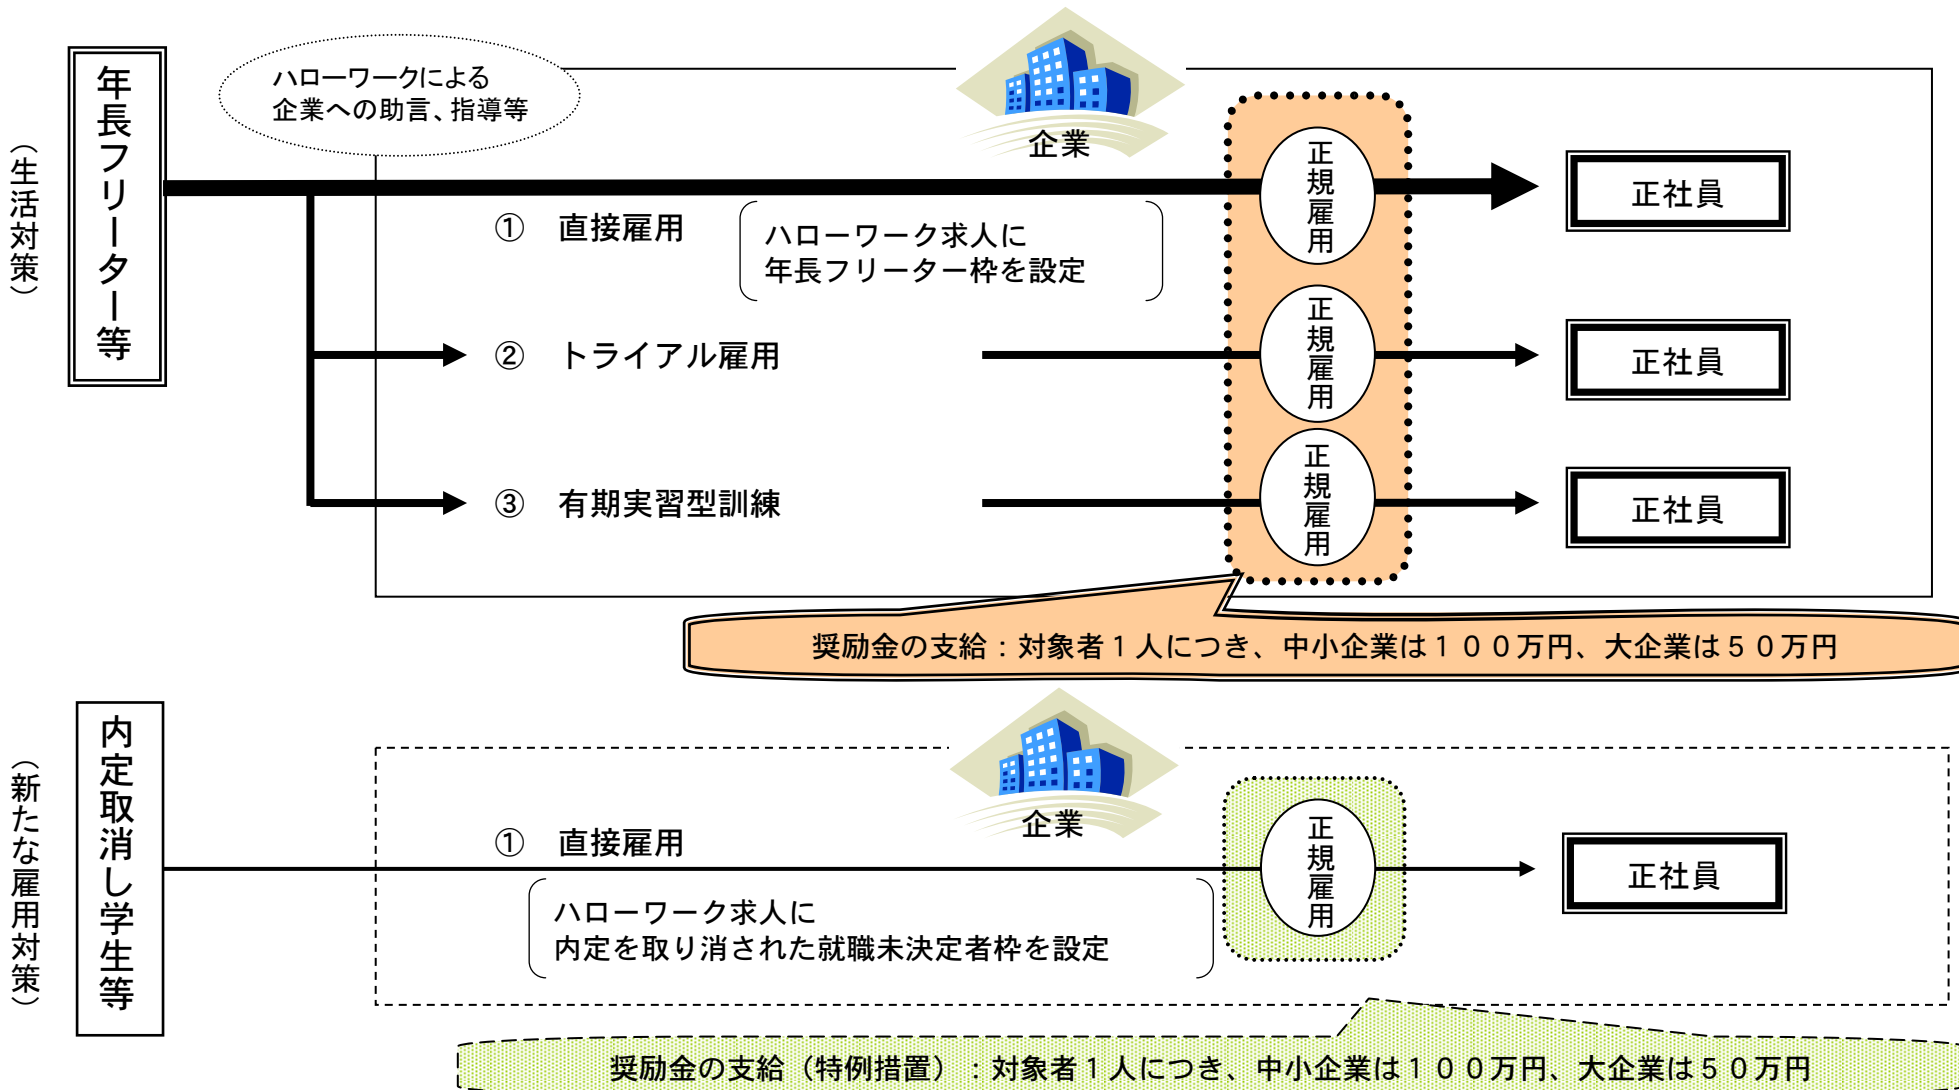 (生活対策)
年長フリーター等
ハローワークによる
企業への助言、指導等
企業
① 直接雇用
ハローワーク求人に
年長フリーター枠を設定
正規雇用
正社員
② トライアル雇用
正規雇用
正社員
③ 有期実習型訓練
正規雇用
正社員
奨励金の支給：対象者１人につき、中小企業は１００万円、大企業は５０万円
(新たな雇用対策)
内定取消し学生等
企業
① 直接雇用
ハローワーク求人に
内定を取り消された就職未決定者枠を設定
正規雇用
正社員
奨励金の支給（特例措置）：対象者１人につき、中小企業は１００万円、大企業は５０万円